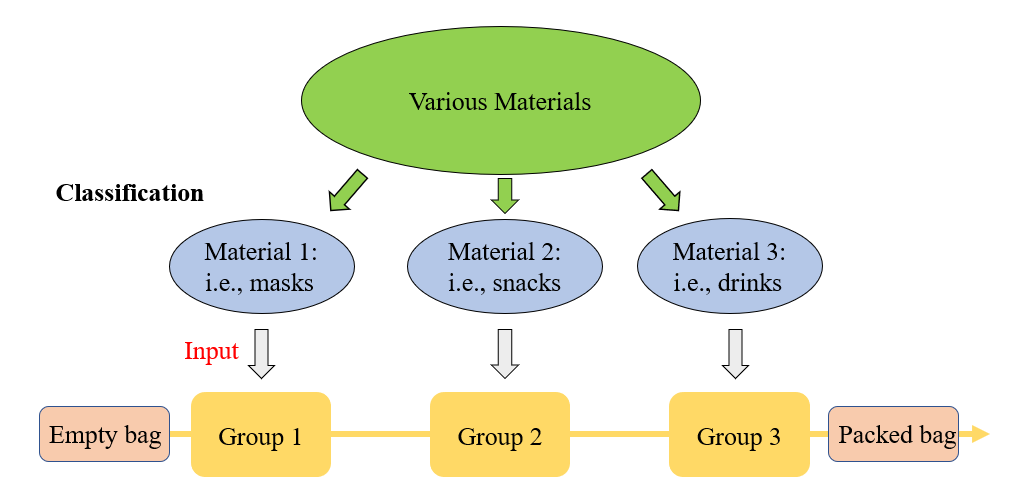 Various Materials
Classification
Material 1:
i.e., masks
Material 2:
i.e., snacks
Material 3:
i.e., drinks
Input
Empty bag
Group 1
Group 2
Group 3
Packed bag